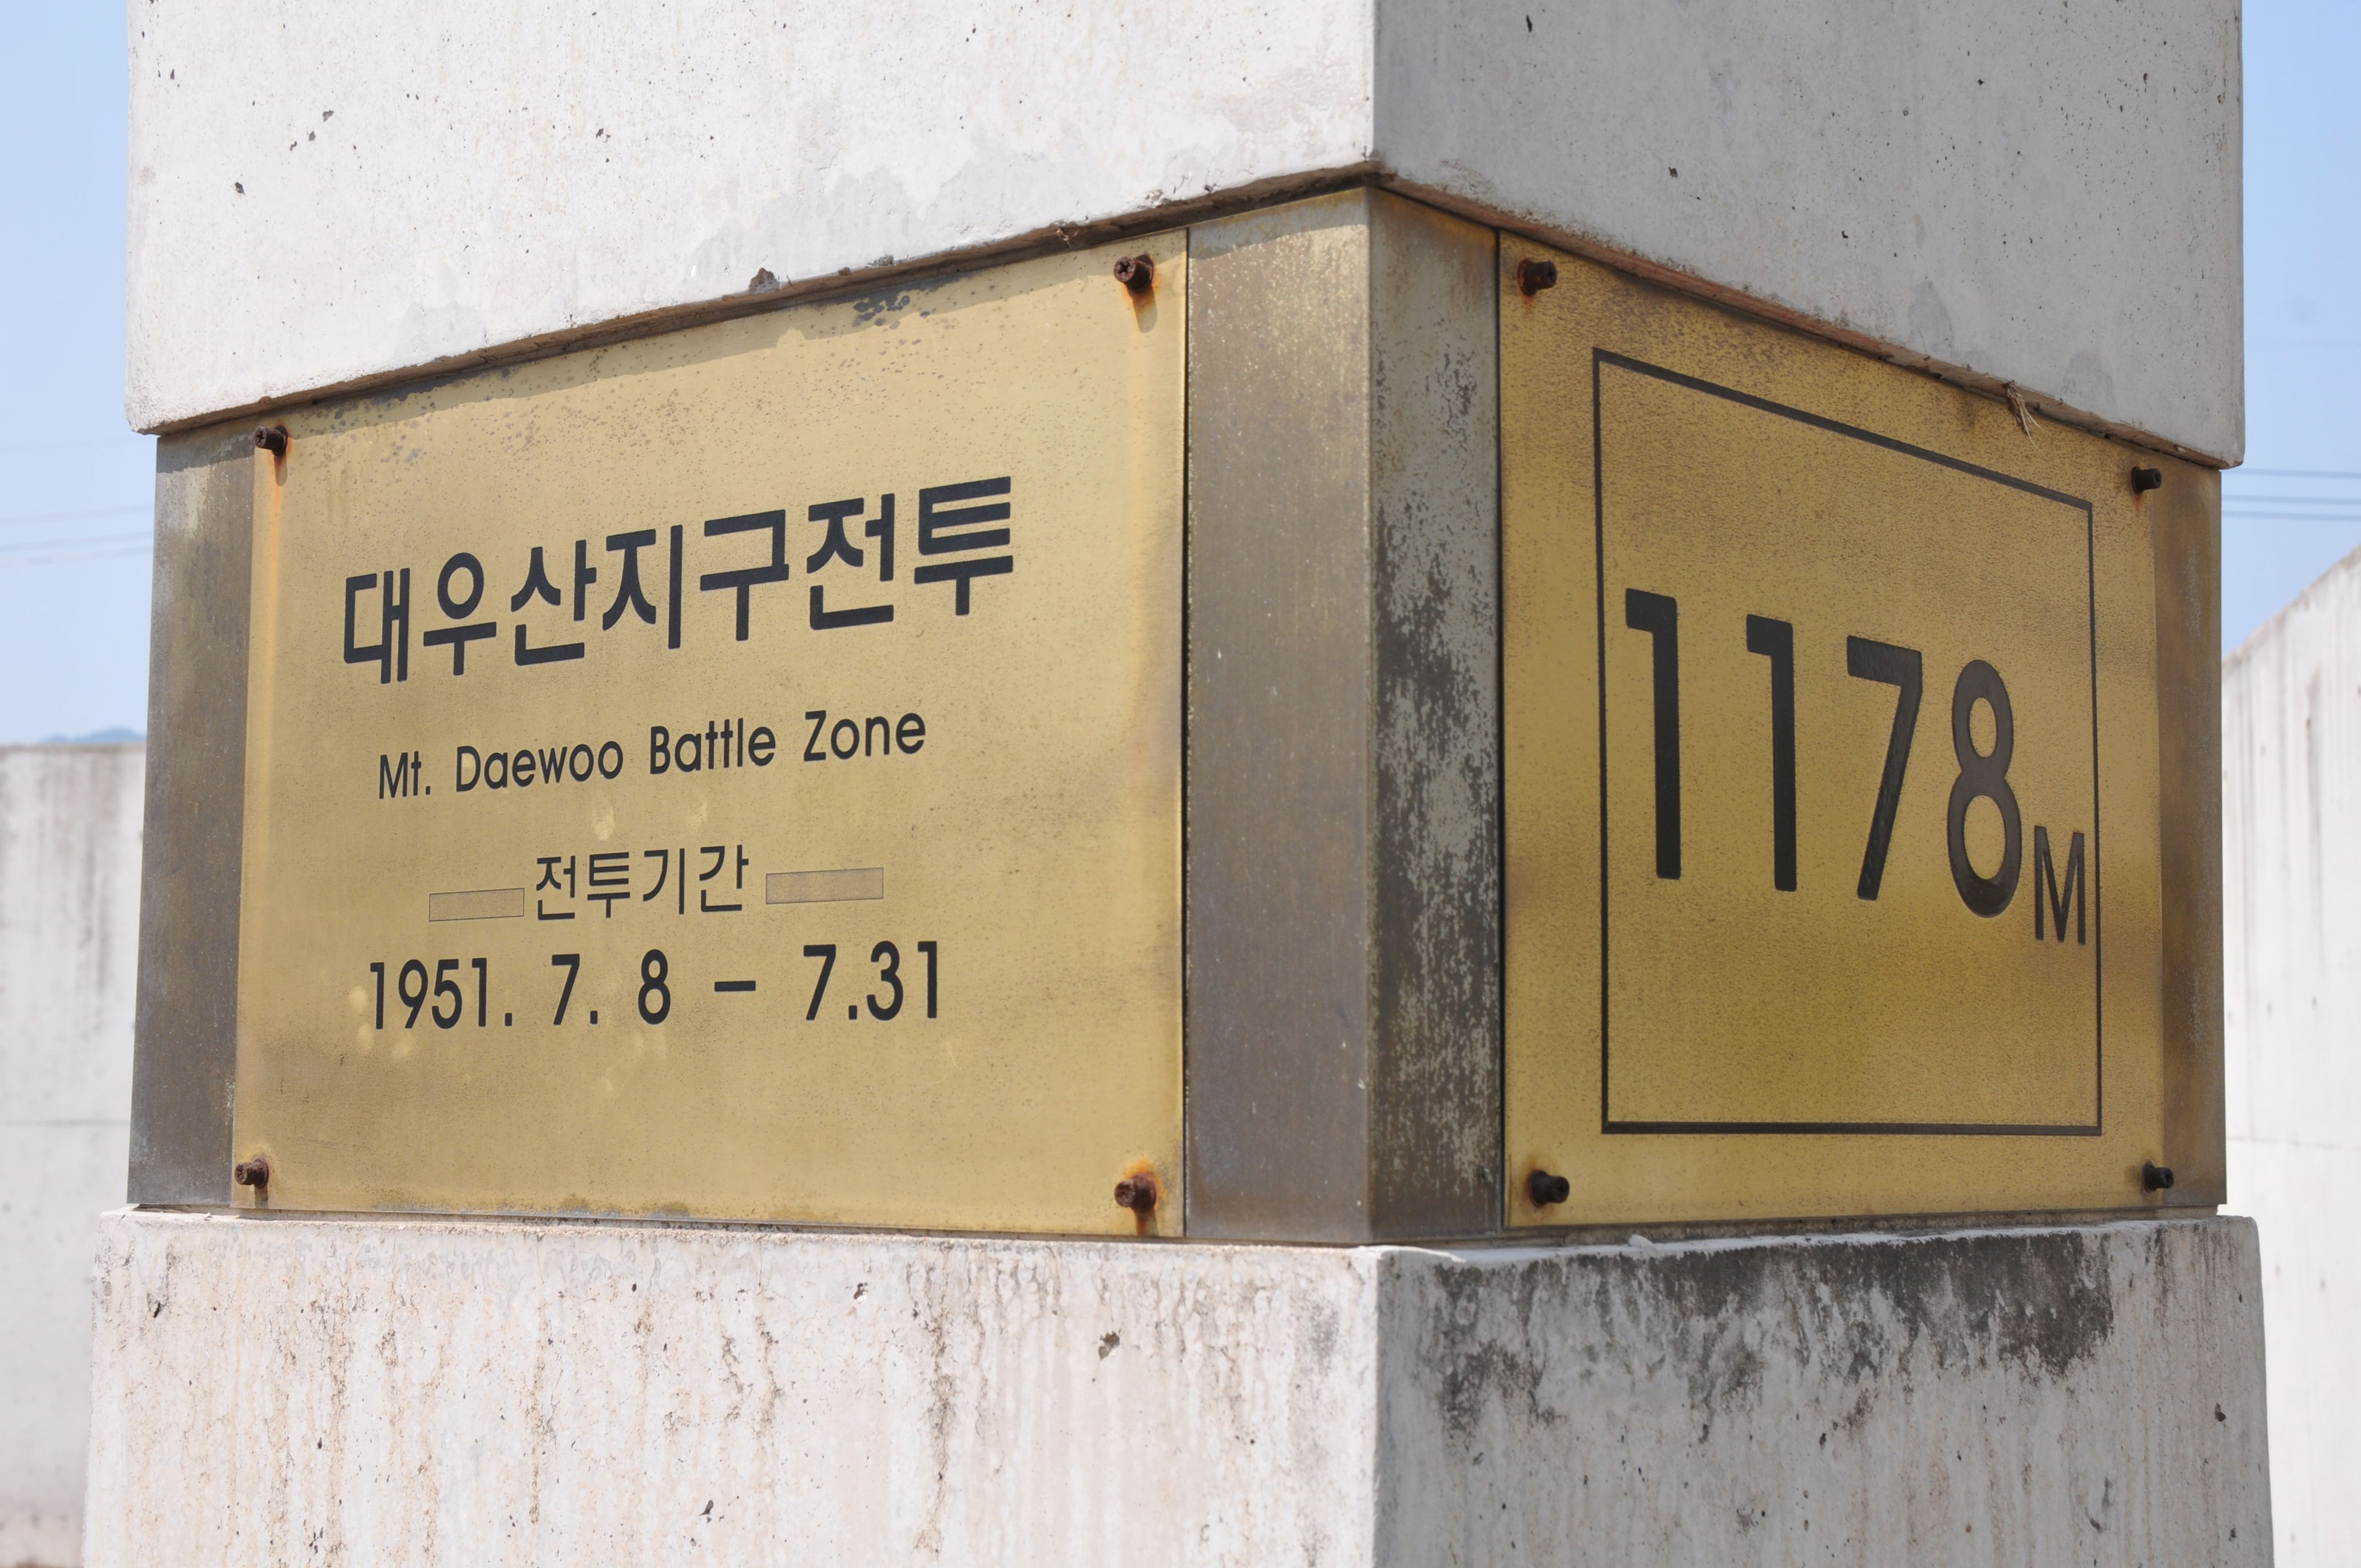 대우산지구전투
Mt. Daewoo Battle Zone
전투기간
1951. 7. 8 – 7.31
1178M